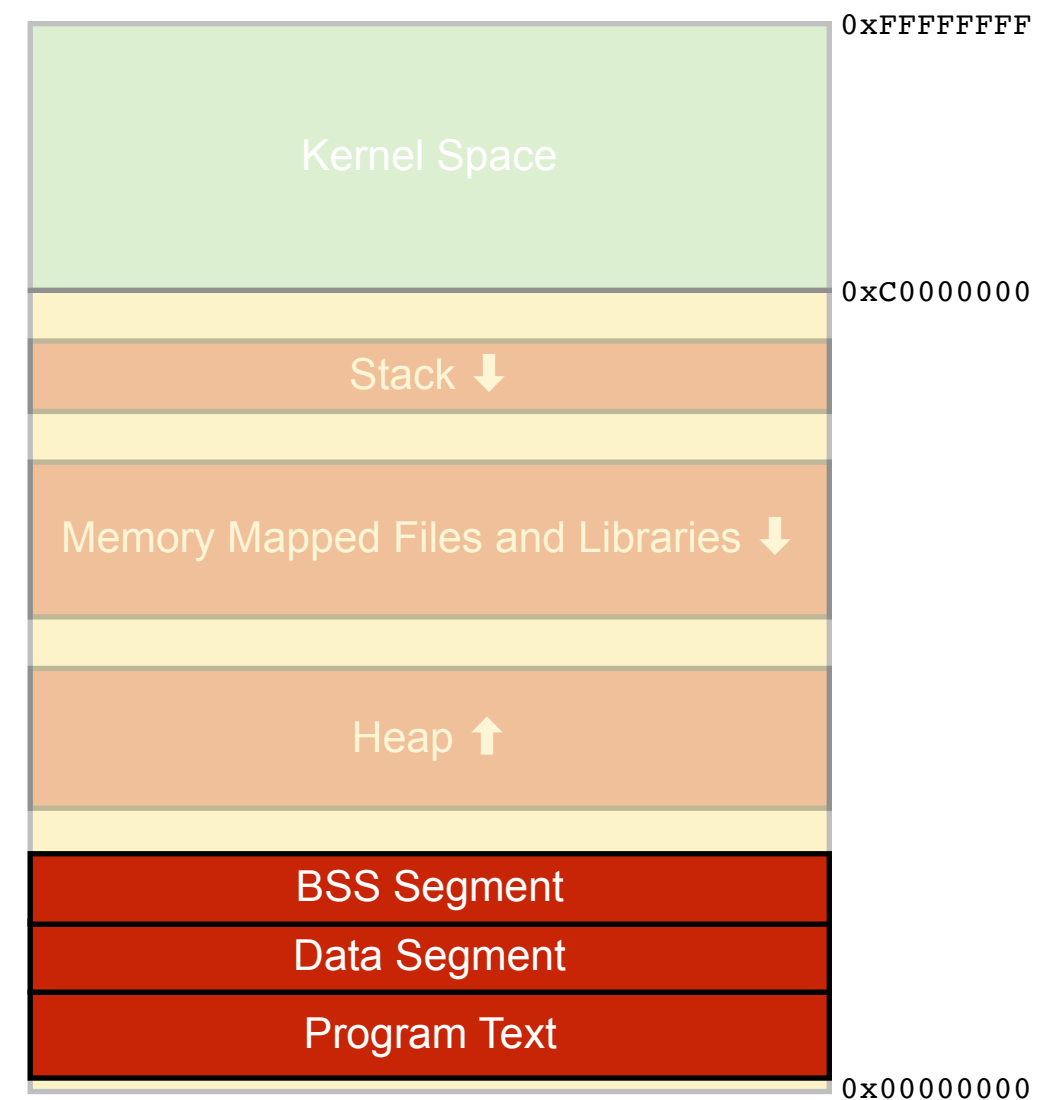 0xFFFFFFFF
Kernel Space
0xC0000000
Stack ⬇
Memory Mapped Files and Libraries ⬇
Heap ⬆
BSS Segment
Data Segment
Program Text
0x00000000